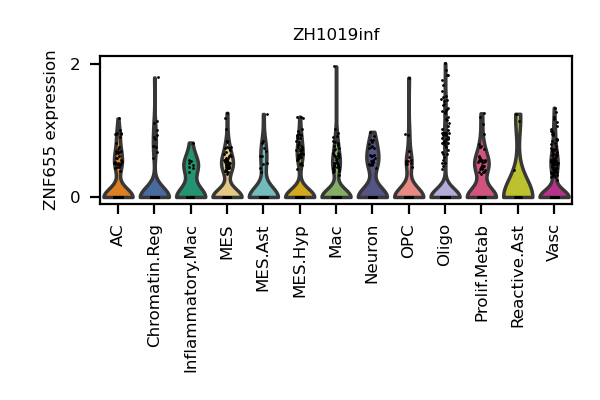 ZH1019inf
ZNF655 expression
2
0
AC
Chromatin.Reg
Inflammatory.Mac
MES
MES.Ast
MES.Hyp
Mac
Neuron
OPC
Oligo
Prolif.Metab
Reactive.Ast
Vasc